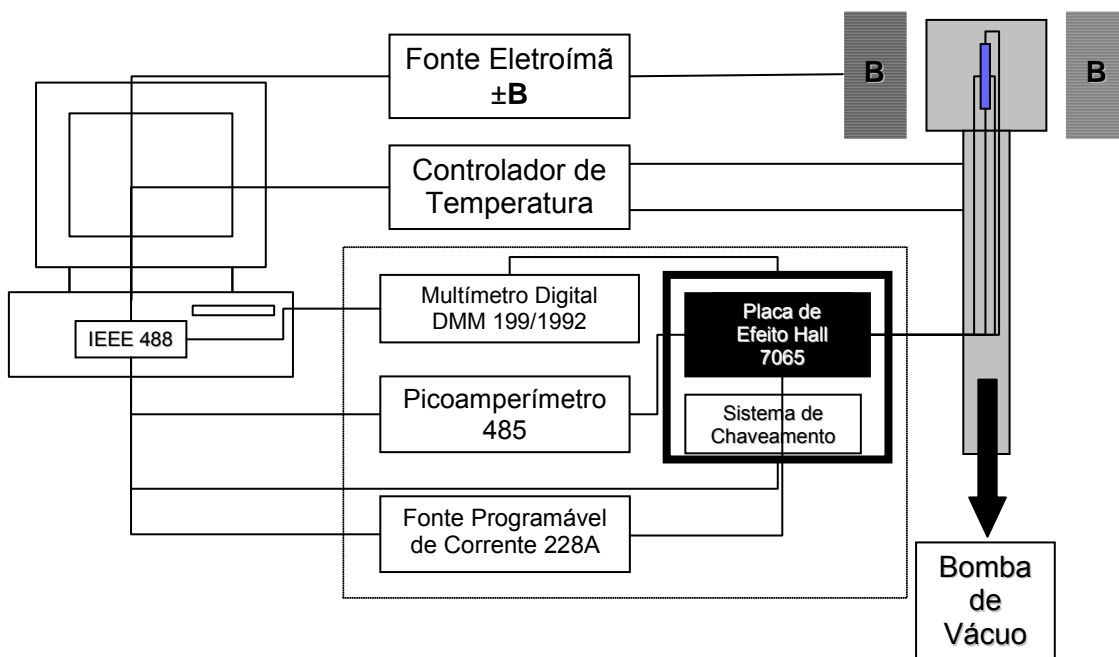 Fonte Eletroímã
±B
B
B
Controlador de
Temperatura
Multímetro Digital
DMM 199/1992
Placa de
Efeito Hall
7065
IEEE 488
Picoamperímetro
485
Sistema de
Chaveamento
Fonte Programável
de Corrente 228A
Bomba
de
Vácuo